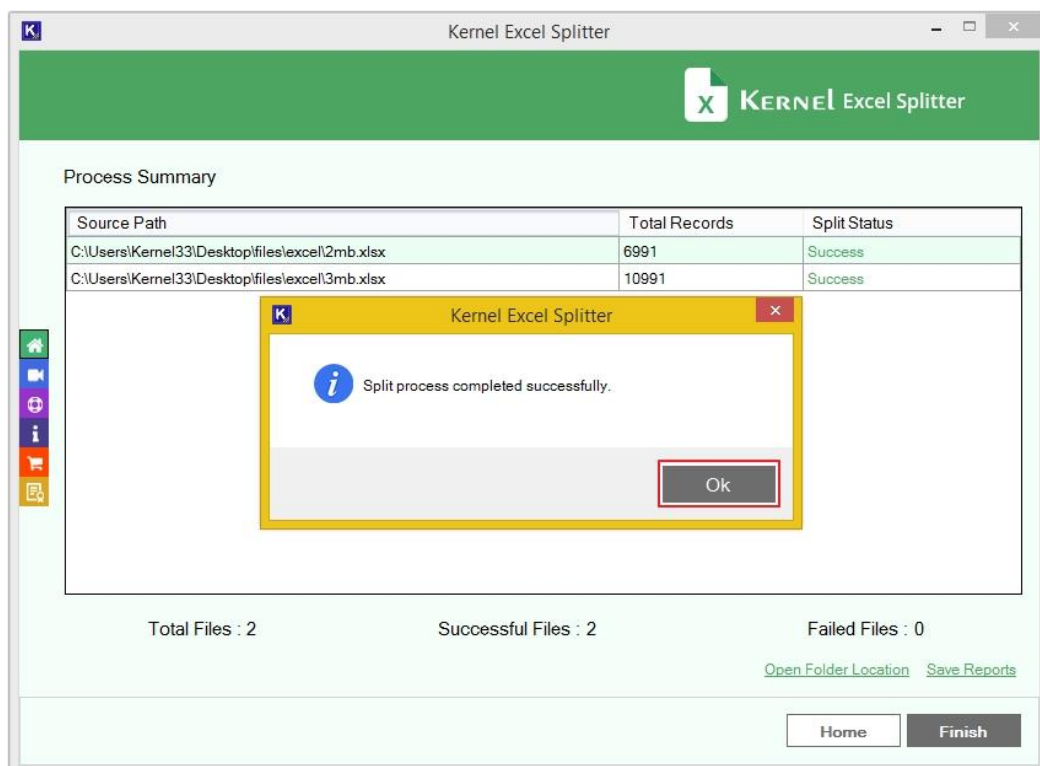 Kernel Excel Splitter
KERNEL Excel Splitter
Process Summary
Source Path Total Records Split Status
C:\Users\Kernel33\Desktop\files\excel\2mb.xlsx 6991 Success
C:\Users\Kernel33\Desktop\files\excel\3mb.xlsx 10991 Success
Kernel Excel Splitter
Split process completed successfully.
Ok
Total Files : 2 Successful Files : 2 Failed Files : 0
Open Folder Location Save Reports
Home Finish